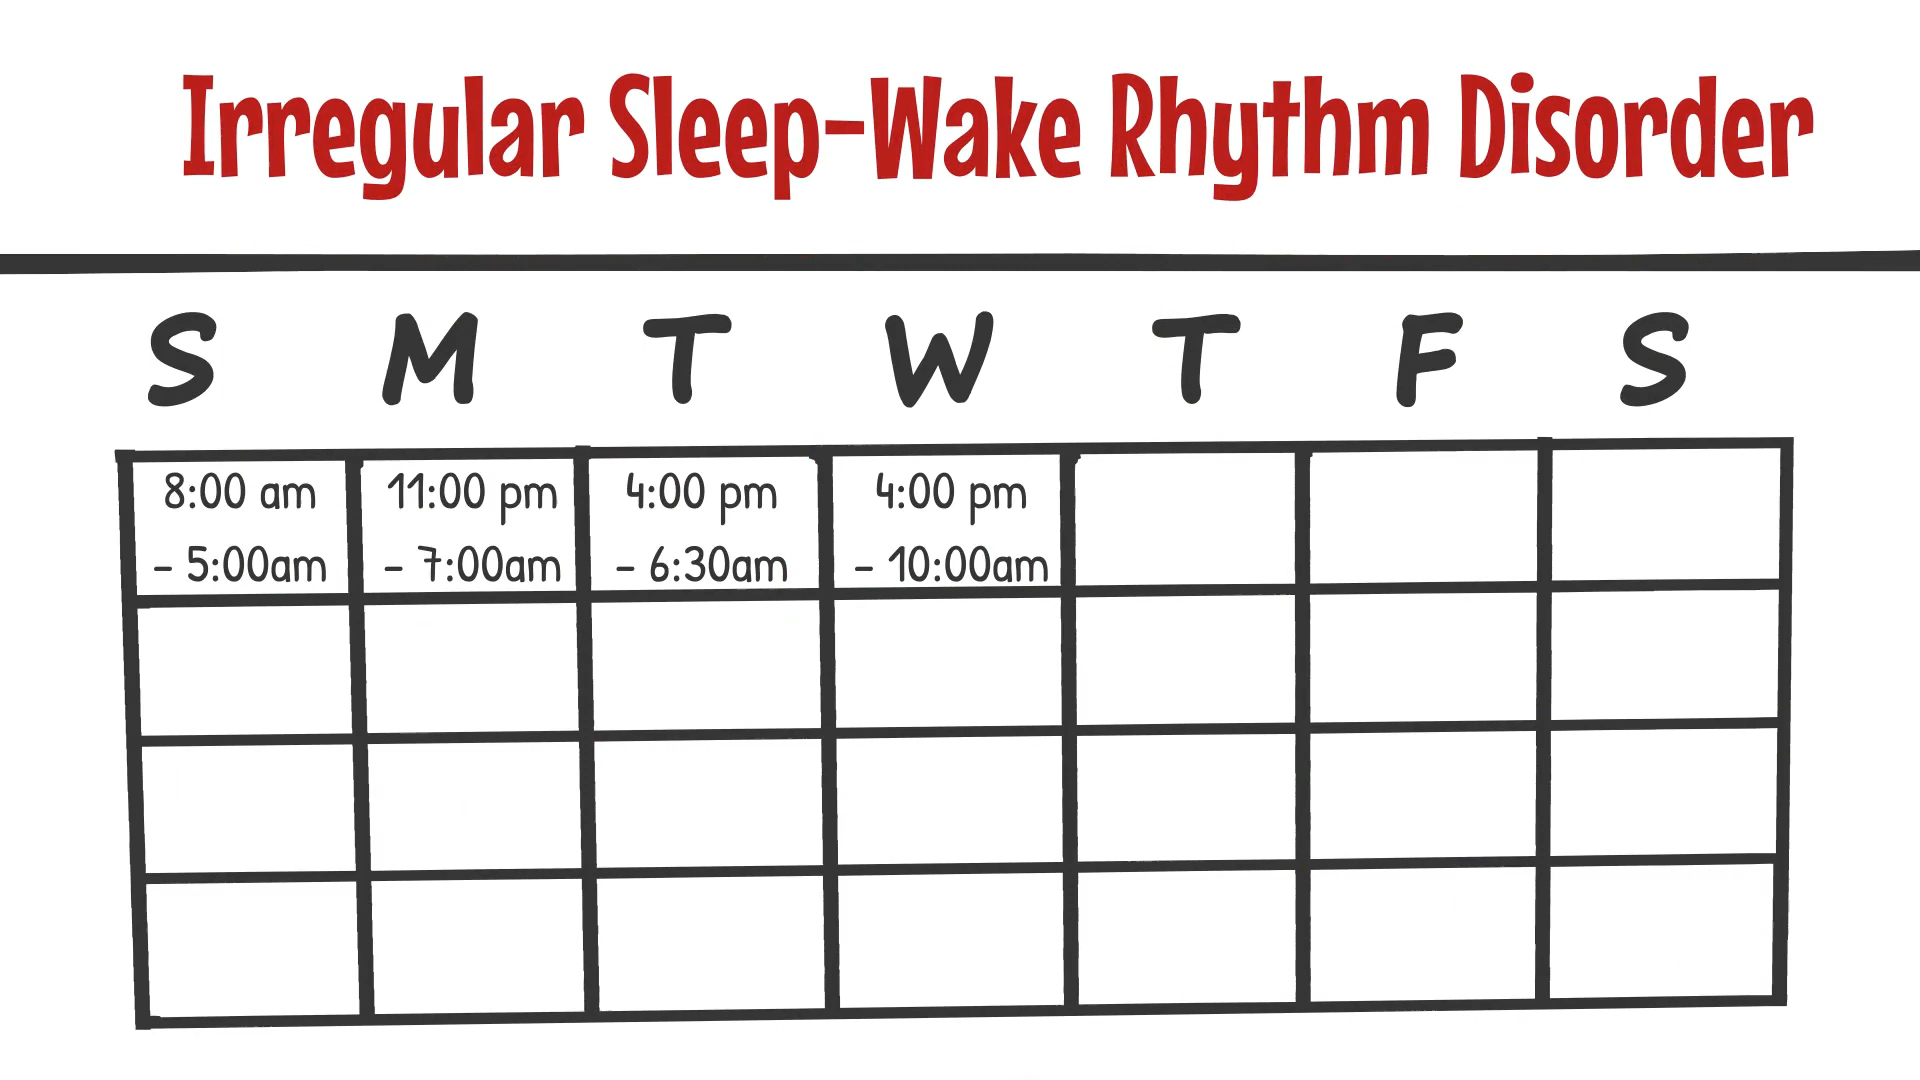 Irregular Sleep-Wake Rhythm Disorder
S M T W T F S
8:00 am 11:00 pm 4:00 pm 4:00 pm
- 5:00am - 7:00am - 6:30am - 10:00am